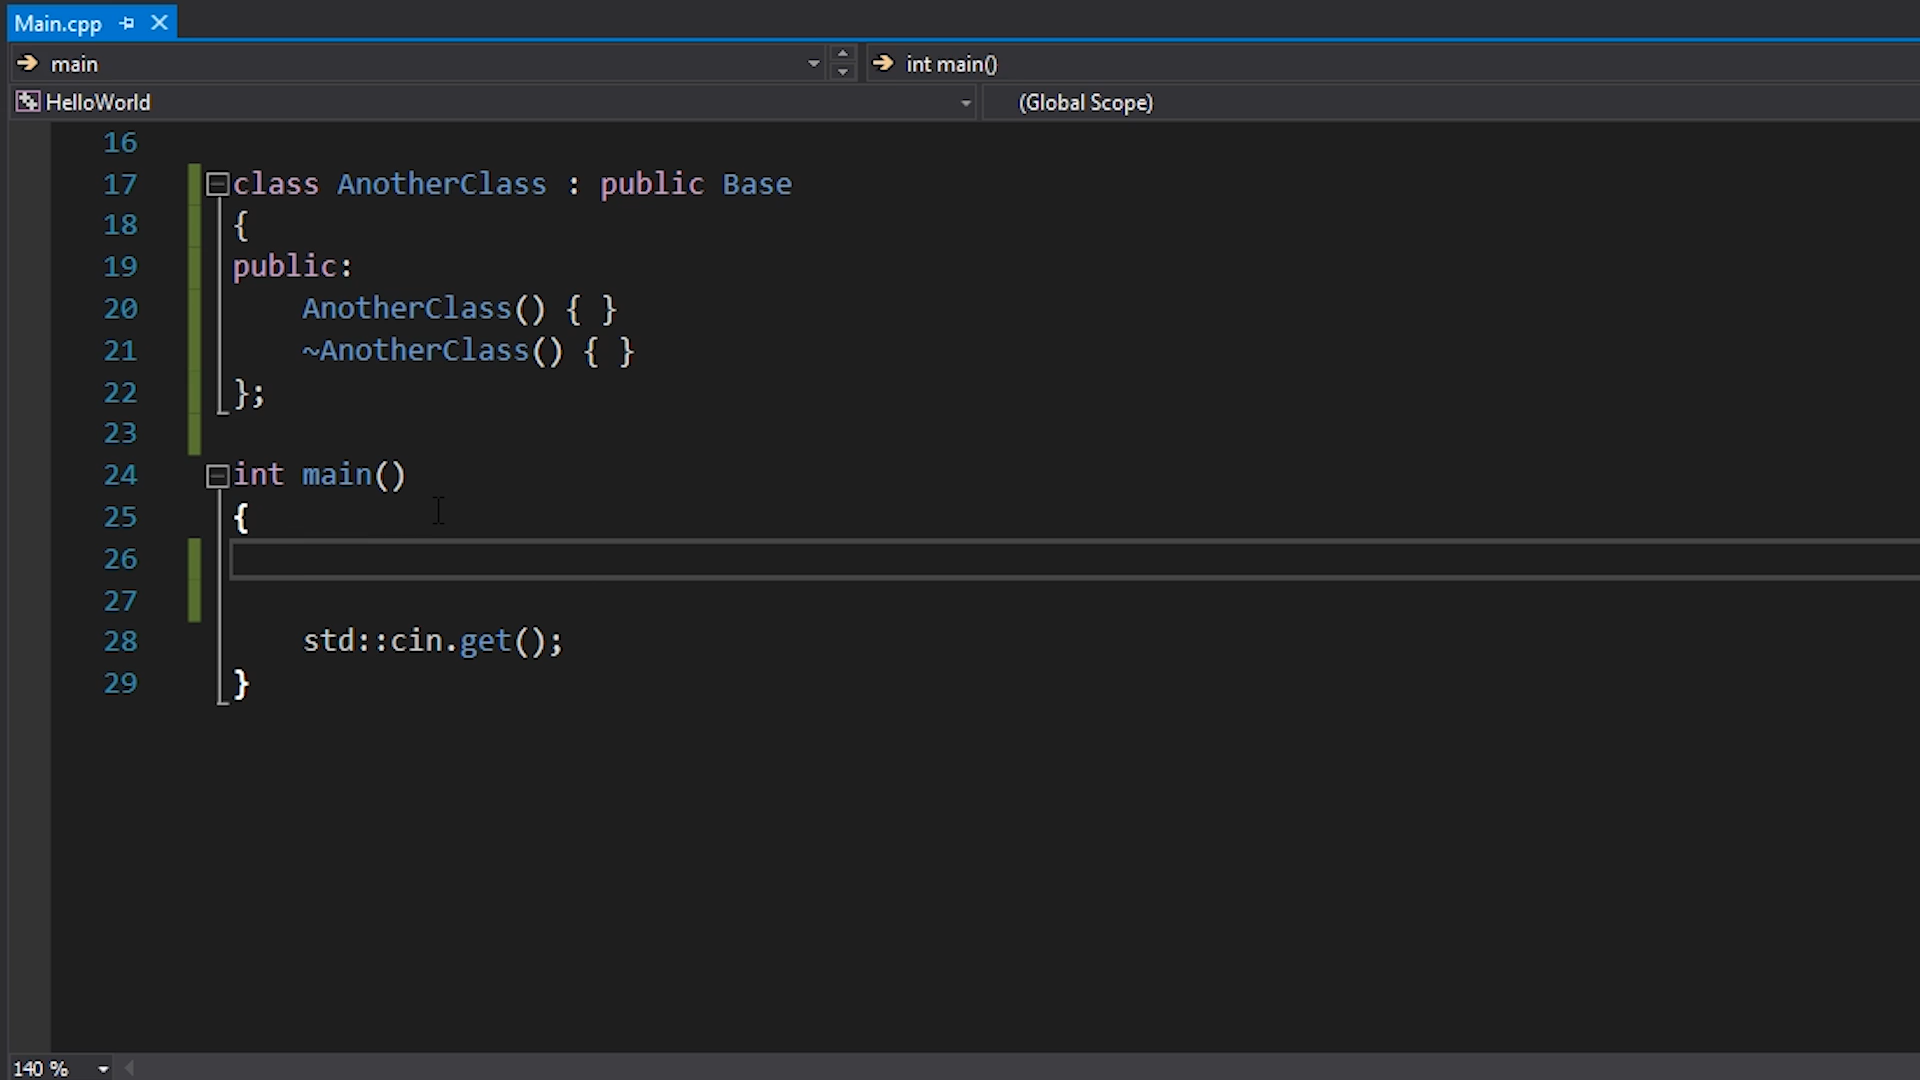 Main.cpp
main
int main()
HelloWorld
(Global Scope)
16
17 class AnotherClass : public Base
18 {
19 public:
20 AnotherClass() { }
21 ~AnotherClass() { }
22 };
23
24 int main()
25 {
26
27
28 std::cin.get();
29 }
140 %